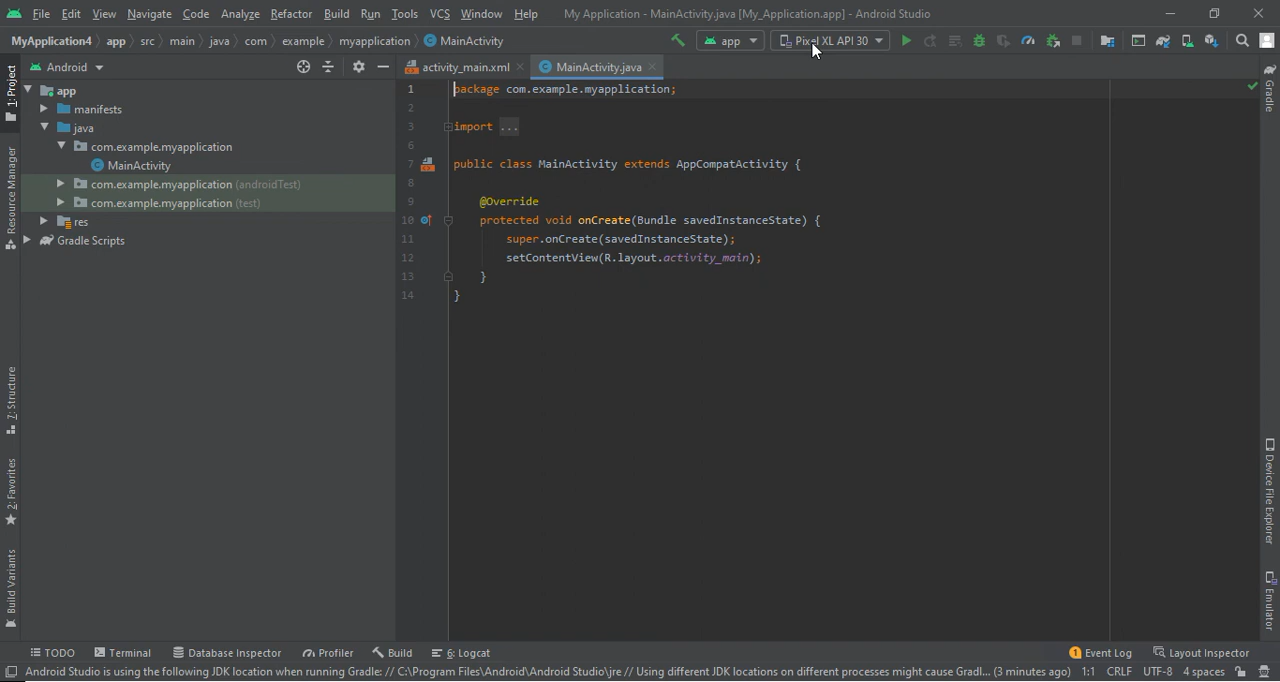 File Edit View Navigate Code Analyze Refactor Build Run Tools VCS Window Help My Application - MainActivity.java [My_Application.app] - Android Studio
MyApplication4 app src main java com example myapplication MainActivity app Pixel XL API 30
1: Project
Resource Manager
7: Structure
2: Favorites
Build Variants
Android
app
manifests
java
com.example.myapplication
MainActivity
com.example.myapplication (androidTest)
com.example.myapplication (test)
res
Gradle Scripts
activity_main.xml MainActivity.java
1 package com.example.myapplication;
2
3 import ...
6
7 public class MainActivity extends AppCompatActivity {
8
9 @Override
10 protected void onCreate(Bundle savedInstanceState) {
11 super.onCreate(savedInstanceState);
12 setContentView(R.layout.activity_main);
13 }
14 }
Gradle
Device File Explorer
Emulator
TODO Terminal Database Inspector Profiler Build 6: Logcat 1 Event Log Layout Inspector
Android Studio is using the following JDK location when running Gradle: // C:\Program Files\Android\Android Studio\jre // Using different JDK locations on different processes might cause Gradl... (3 minutes ago) 1:1 CRLF UTF-8 4 spaces